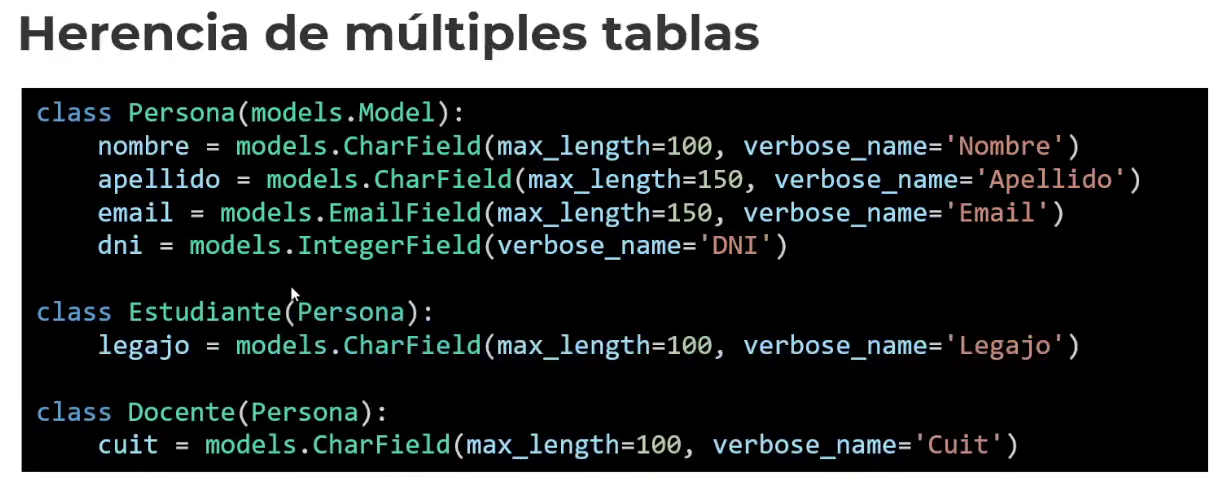 Herencia de múltiples tablas
class Persona(models.Model):
    nombre = models.CharField(max_length=100, verbose_name='Nombre')
    apellido = models.CharField(max_length=150, verbose_name='Apellido')
    email = models.EmailField(max_length=150, verbose_name='Email')
    dni = models.IntegerField(verbose_name='DNI')
class Estudiante(Persona):
    legajo = models.CharField(max_length=100, verbose_name='Legajo')
class Docente(Persona):
    cuit = models.CharField(max_length=100, verbose_name='Cuit')